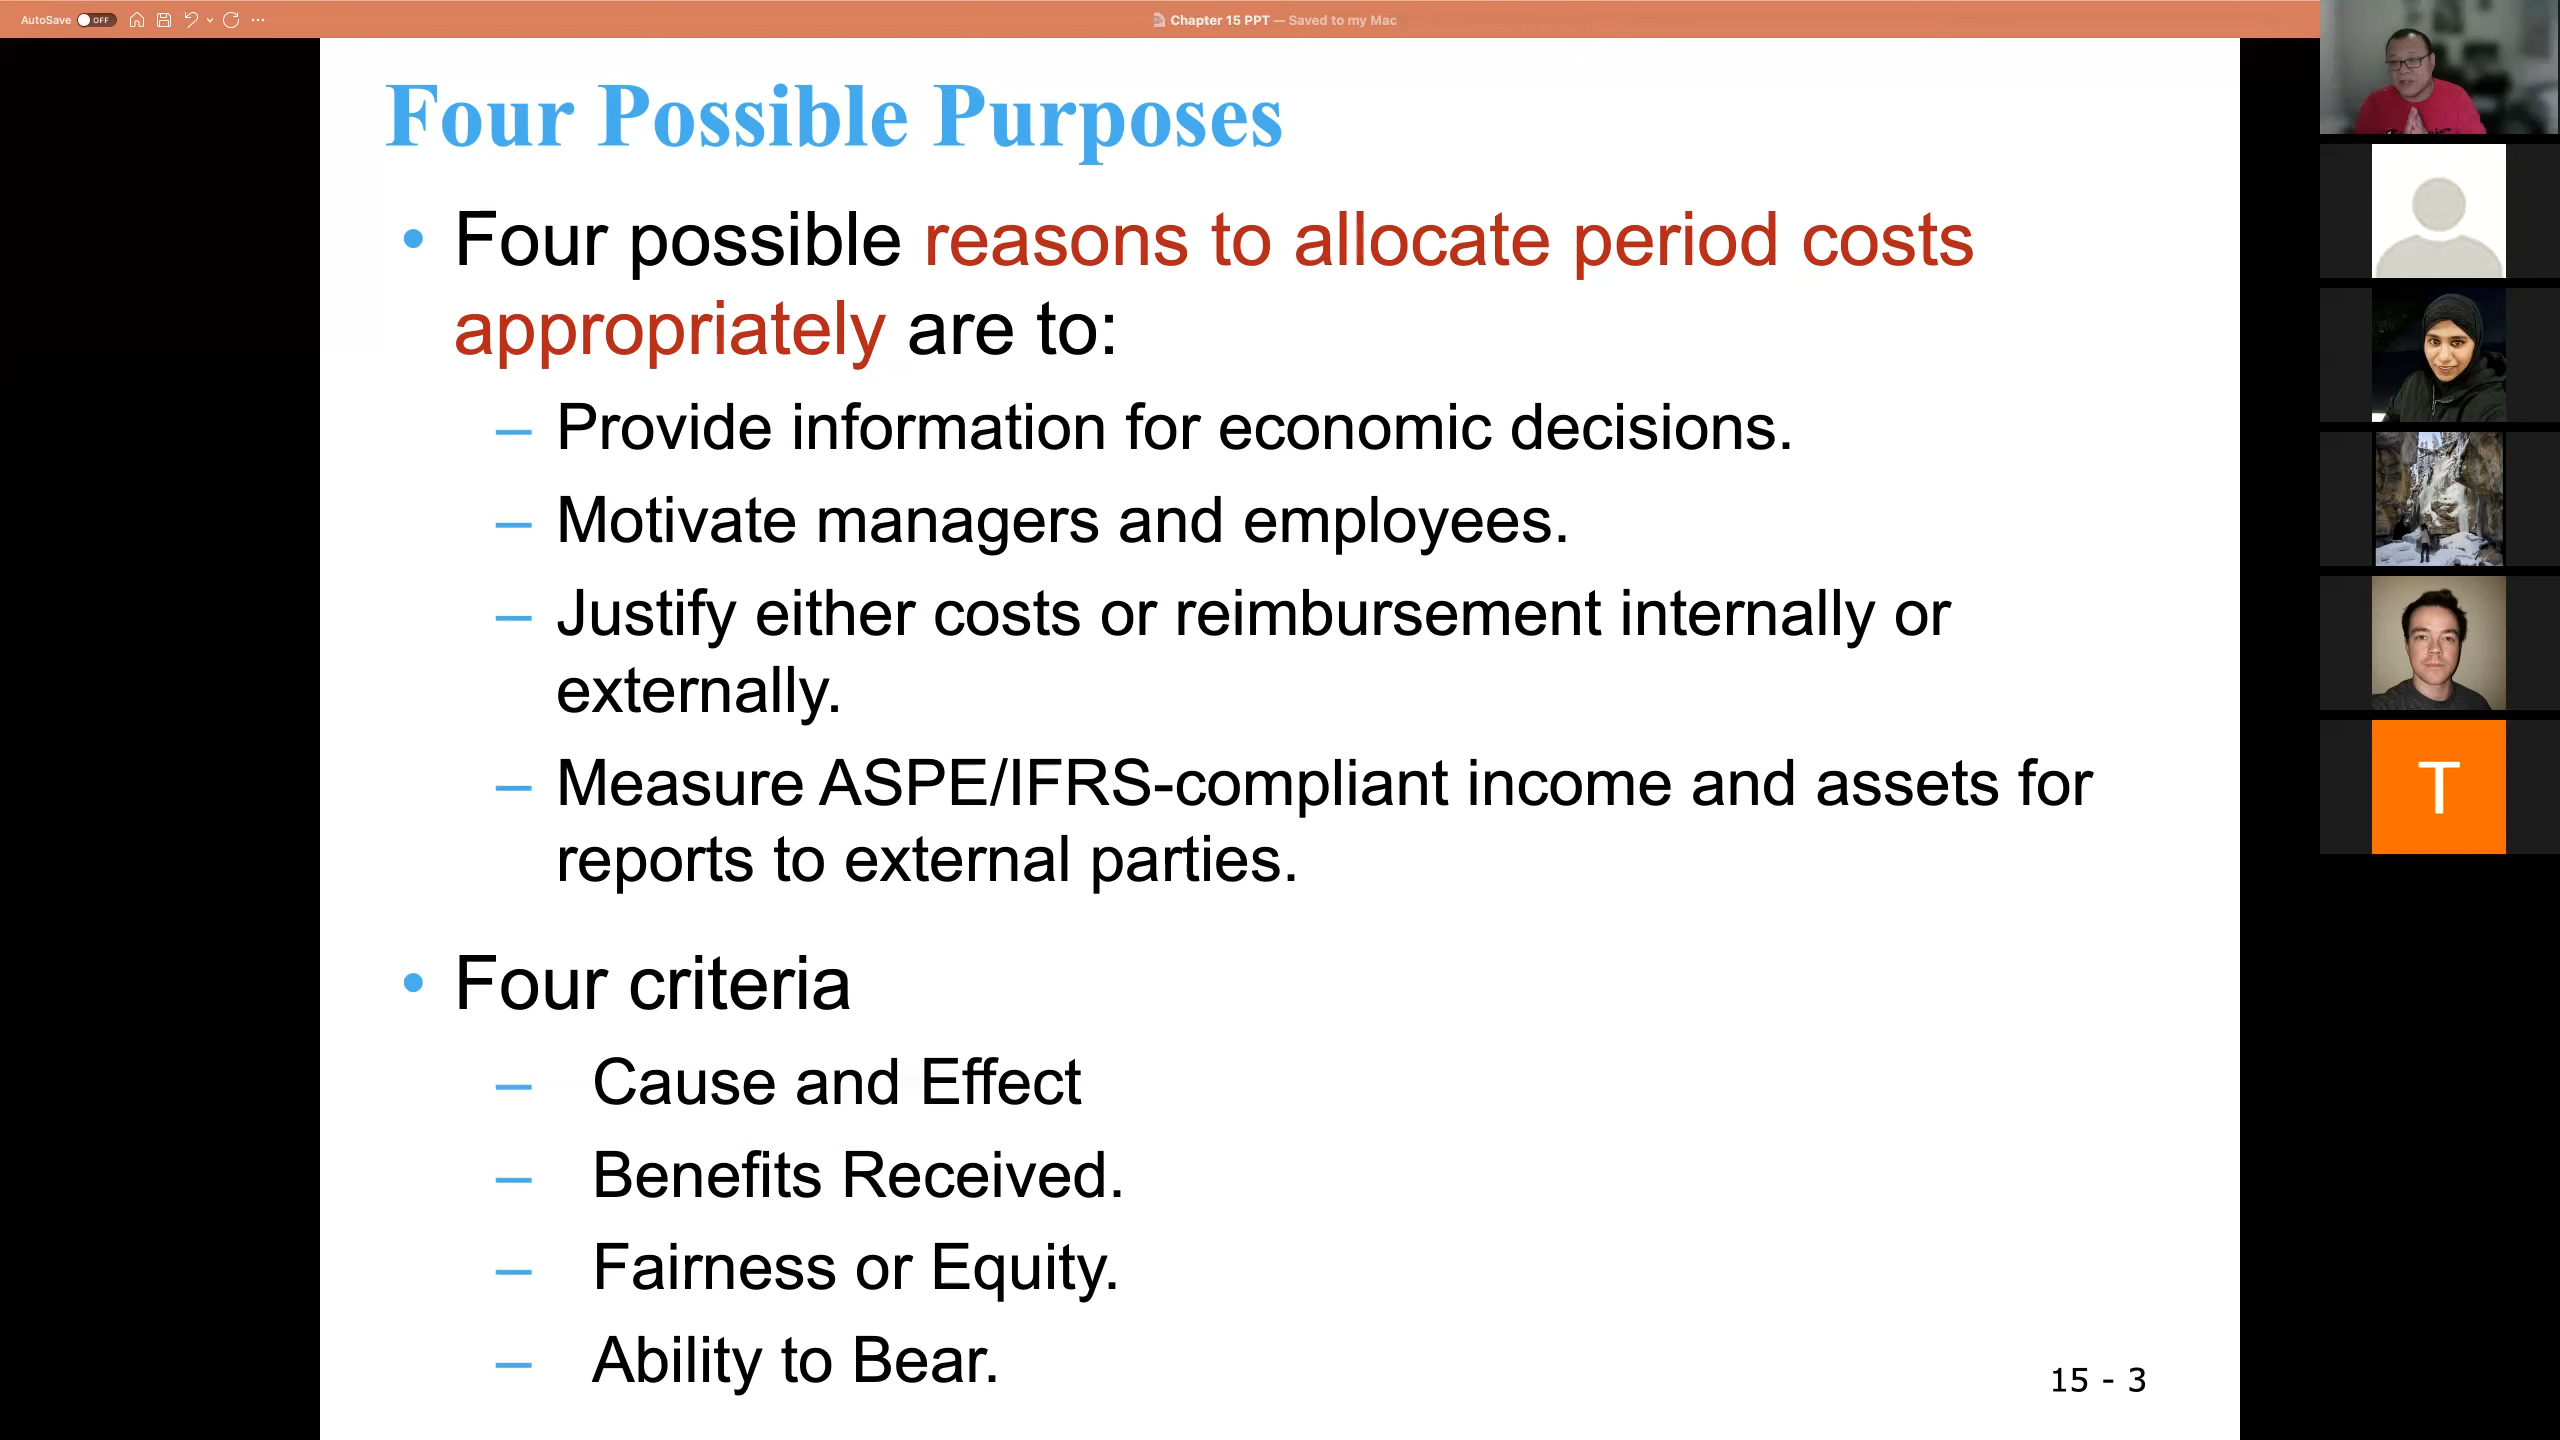 AutoSave OFF
Chapter 15 PPT — Saved to my Mac
Four Possible Purposes
• Four possible reasons to allocate period costs
appropriately are to:
– Provide information for economic decisions.
– Motivate managers and employees.
– Justify either costs or reimbursement internally or
externally.
– Measure ASPE/IFRS-compliant income and assets for
reports to external parties.
• Four criteria
– Cause and Effect
– Benefits Received.
– Fairness or Equity.
– Ability to Bear.
15 - 3
T